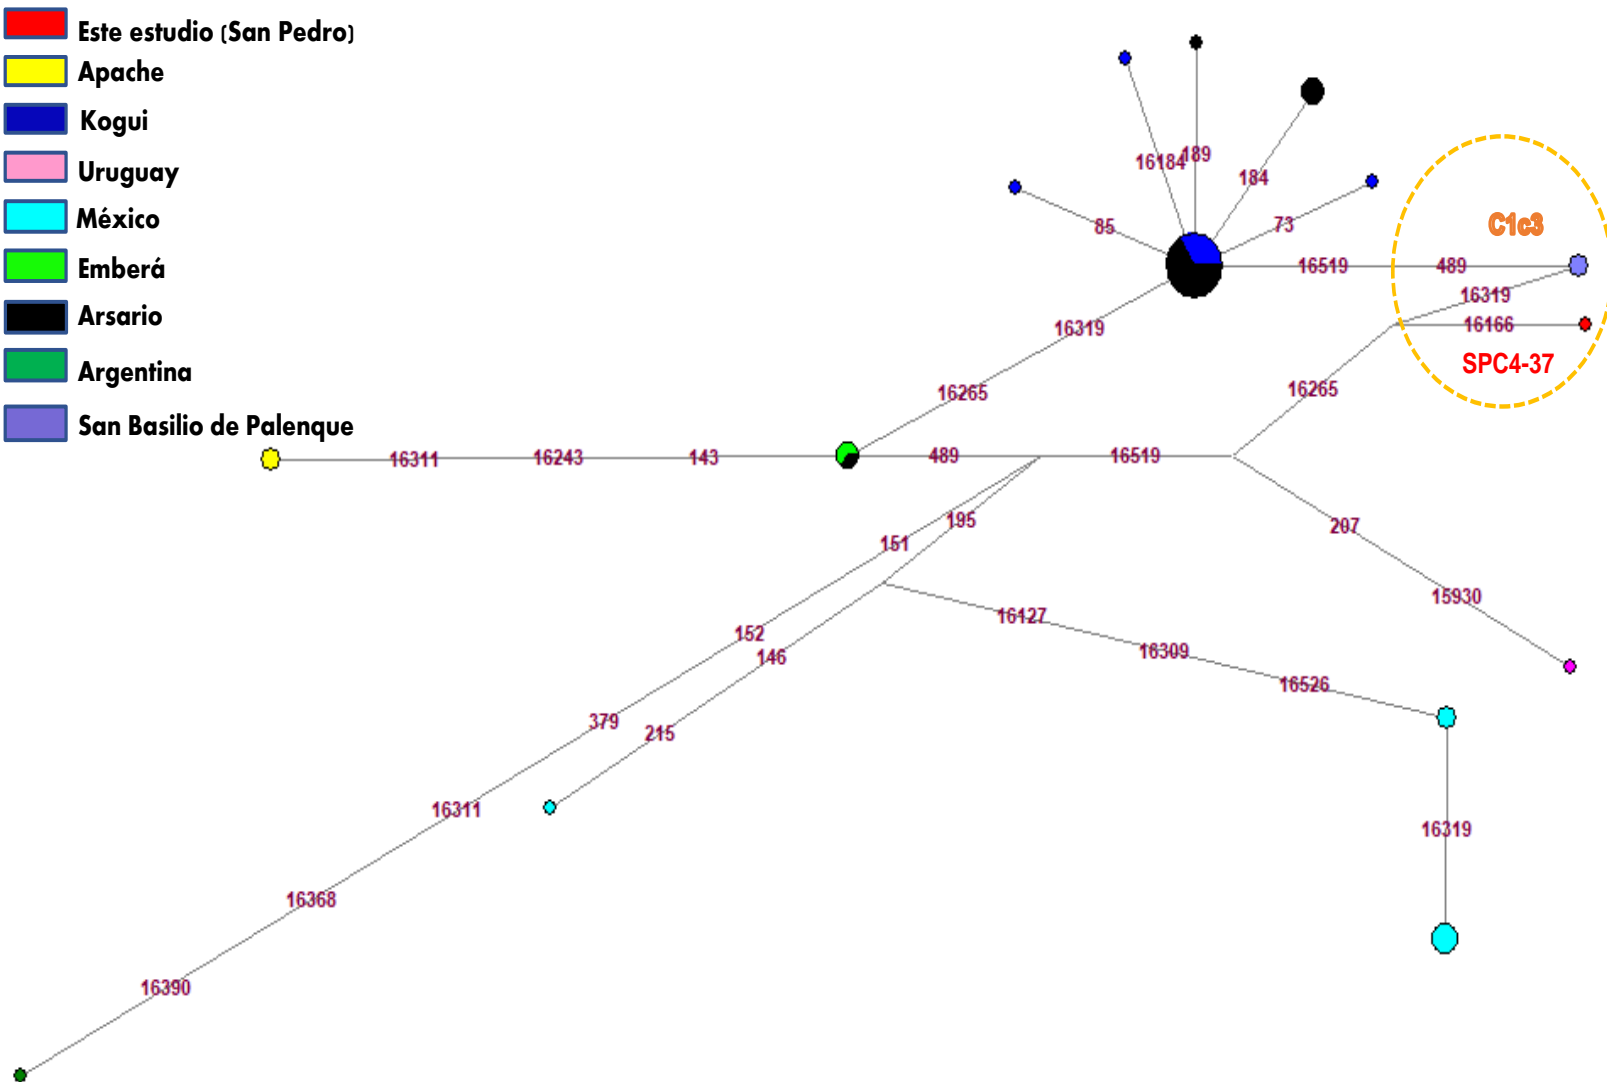 Este estudio (San Pedro)
Apache
Kogui
Uruguay
México
Emberá
Arsario
Argentina
San Basilio de Palenque
16184
189
184
85
73
C1c3
16519
489
16319
16166
16319
SPC4-37
16265
16265
16311
16243
143
489
16519
195
207
151
15930
16127
152
16309
146
16526
379
215
16311
16319
16368
16390